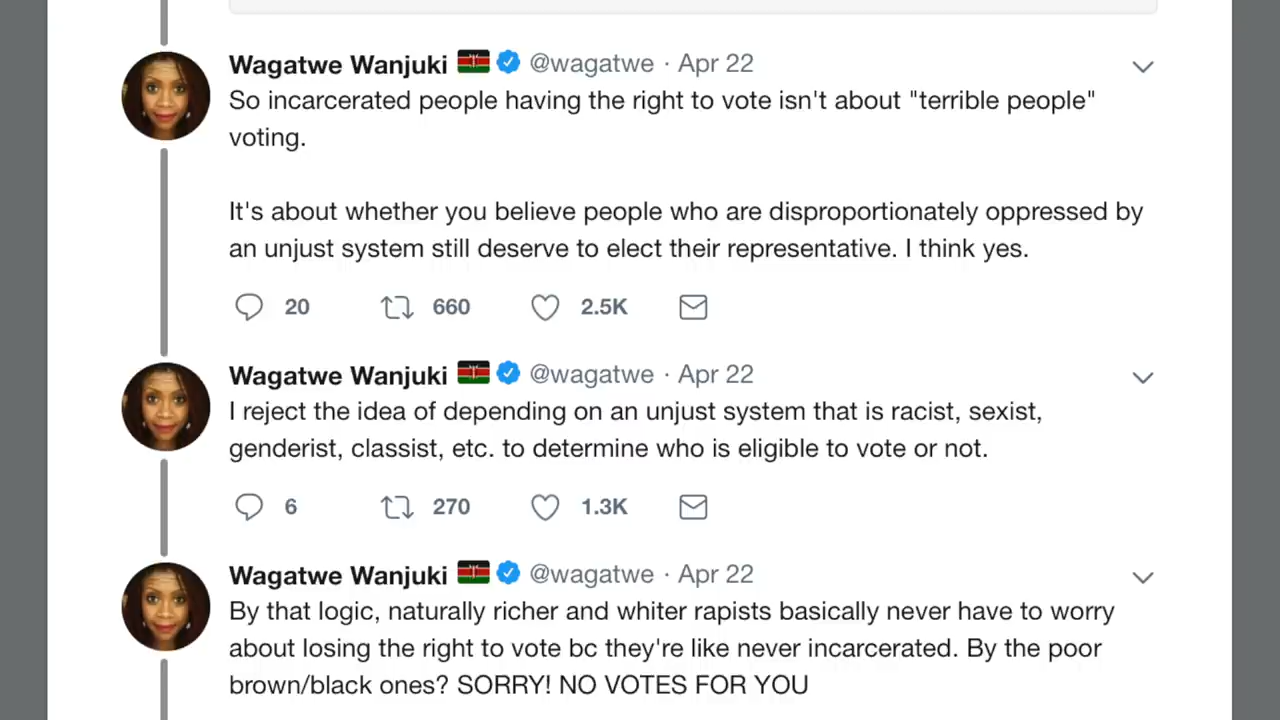 Wagatwe Wanjuki @wagatwe · Apr 22
So incarcerated people having the right to vote isn't about "terrible people"
voting.
It's about whether you believe people who are disproportionately oppressed by
an unjust system still deserve to elect their representative. I think yes.
20 660 2.5K
Wagatwe Wanjuki @wagatwe · Apr 22
I reject the idea of depending on an unjust system that is racist, sexist,
genderist, classist, etc. to determine who is eligible to vote or not.
6 270 1.3K
Wagatwe Wanjuki @wagatwe · Apr 22
By that logic, naturally richer and whiter rapists basically never have to worry
about losing the right to vote bc they're like never incarcerated. By the poor
brown/black ones? SORRY! NO VOTES FOR YOU